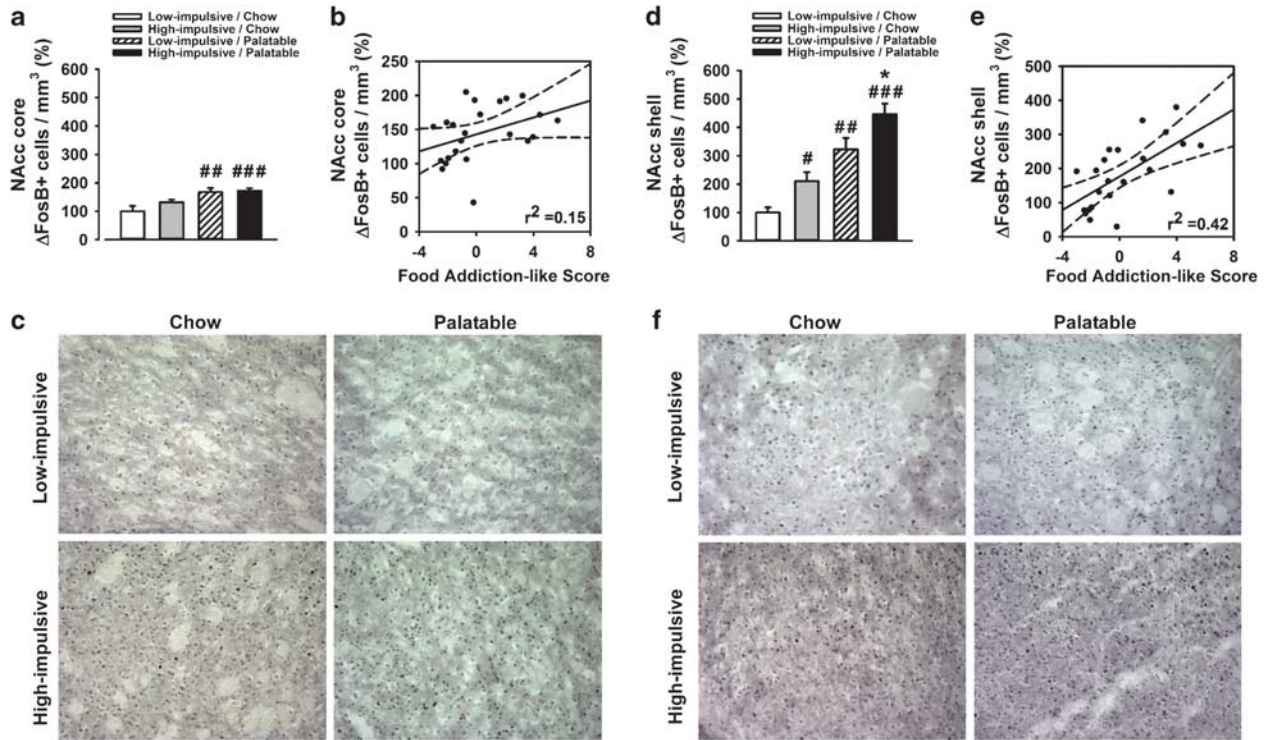 a
Low-impulsive / Chow
High-impulsive / Chow
Low-impulsive / Palatable
High-impulsive / Palatable
NAcc core
ΔFosB+ cells / mm³ (%)
600
500
400
300
200
100
0
## ###
b
NAcc core
ΔFosB+ cells / mm³ (%)
250
200
150
100
50
0
r² =0.15
-4 0 4 8
Food Addiction-like Score
d
Low-impulsive / Chow
High-impulsive / Chow
Low-impulsive / Palatable
High-impulsive / Palatable
NAcc shell
ΔFosB+ cells / mm³ (%)
600
500
400
300
200
100
0
#
##
*
###
e
NAcc shell
ΔFosB+ cells / mm³ (%)
500
400
300
200
100
0
r² =0.42
-4 0 4 8
Food Addiction-like Score
c
Chow Palatable
Low-impulsive
High-impulsive
f
Chow Palatable
Low-impulsive
High-impulsive